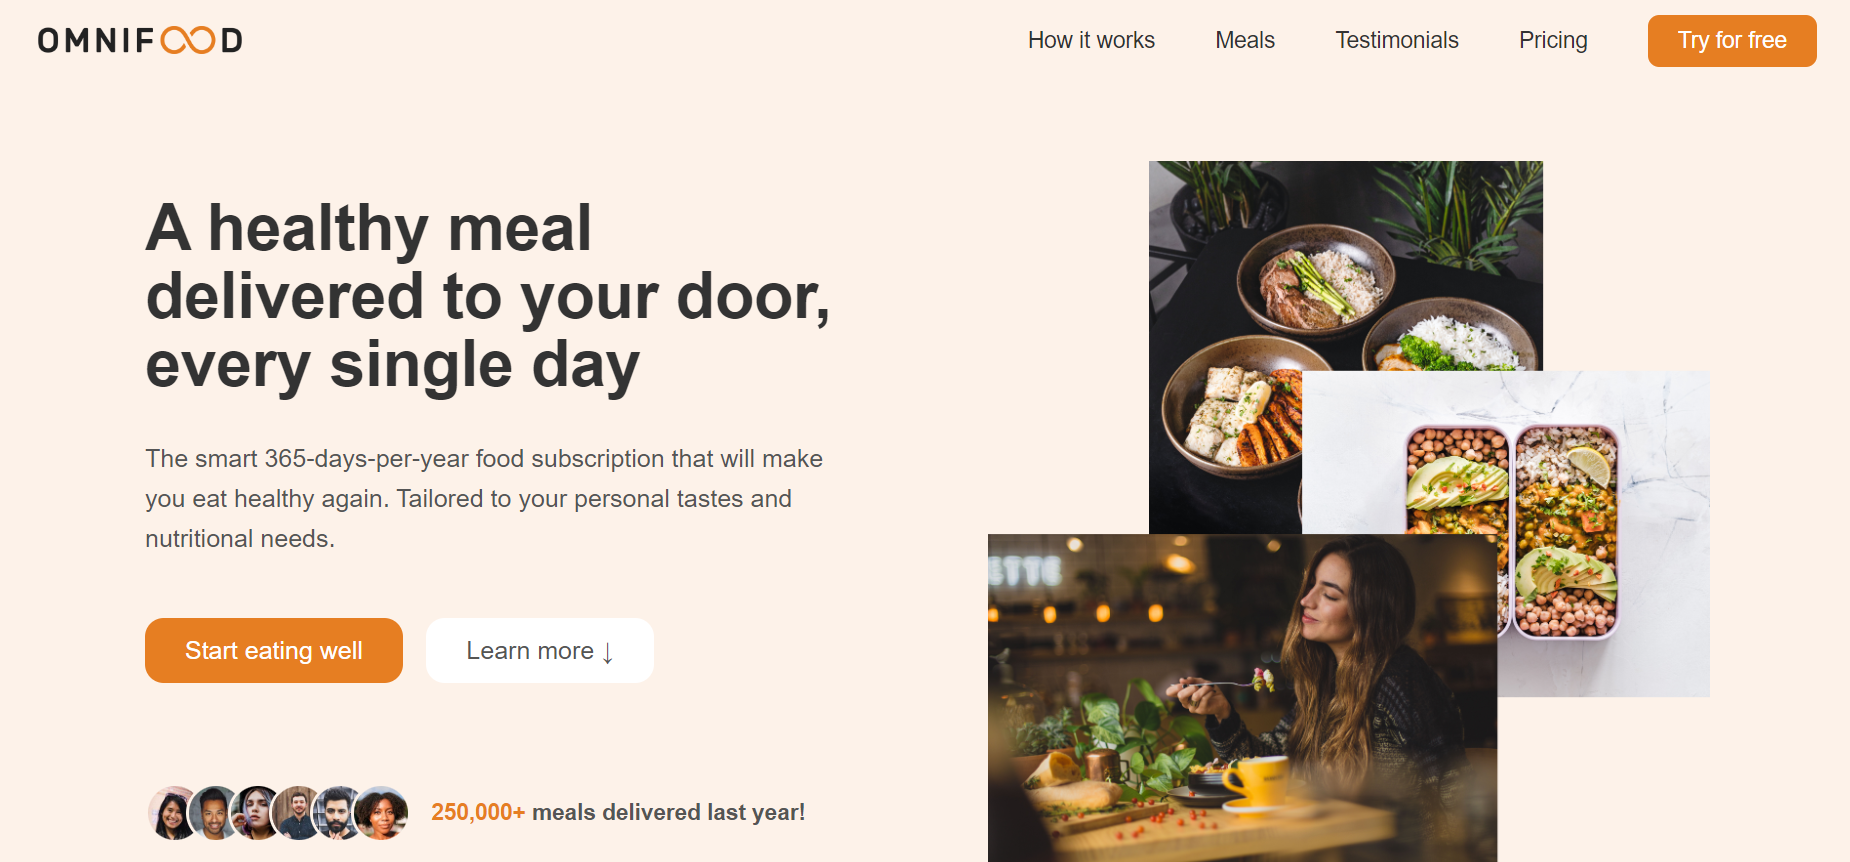 OMNIFOOD
How it works
Meals
Testimonials
Pricing
Try for free
A healthy meal
delivered to your door,
every single day
The smart 365-days-per-year food subscription that will make
you eat healthy again. Tailored to your personal tastes and
nutritional needs.
Start eating well
Learn more ↓
250,000+ meals delivered last year!